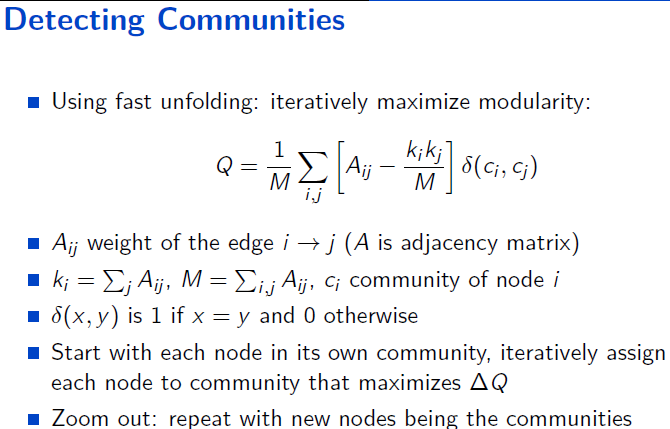 Detecting Communities
Using fast unfolding: iteratively maximize modularity:
Q = \frac{1}{M} \sum_{i,j} \left[ A_{ij} - \frac{k_i k_j}{M} \right] \delta(c_i, c_j)
A_{ij} weight of the edge i → j (A is adjacency matrix)
k_i = \sum_j A_{ij}, M = \sum_{i,j} A_{ij}, c_i community of node i
δ(x, y) is 1 if x = y and 0 otherwise
Start with each node in its own community, iteratively assign
each node to community that maximizes ΔQ
Zoom out: repeat with new nodes being the communities